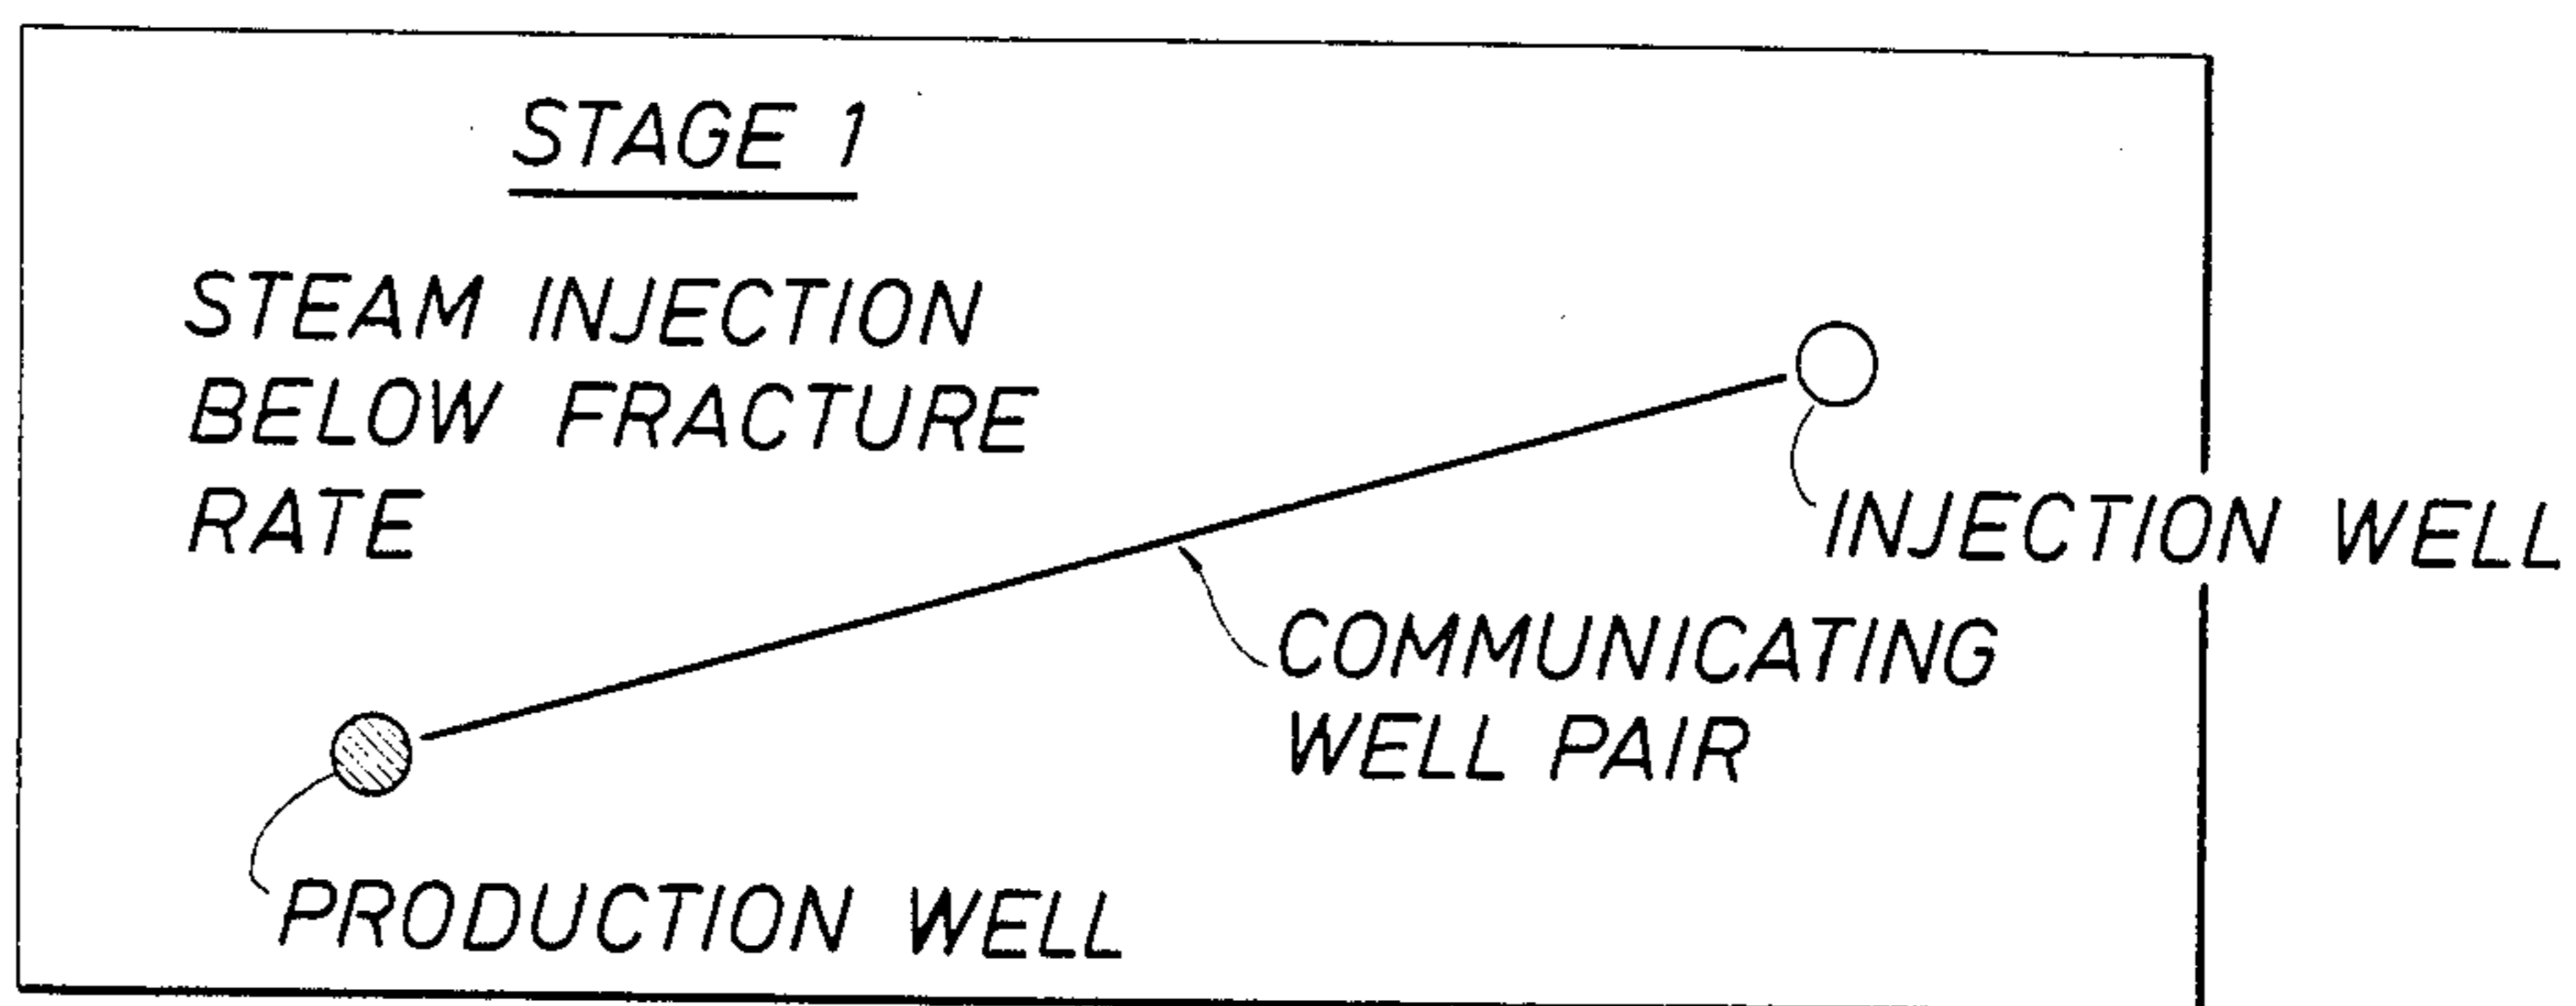 STAGE 1
STEAM INJECTION
BELOW FRACTURE
RATE
INJECTION WELL
COMMUNICATING
WELL PAIR
PRODUCTION WELL